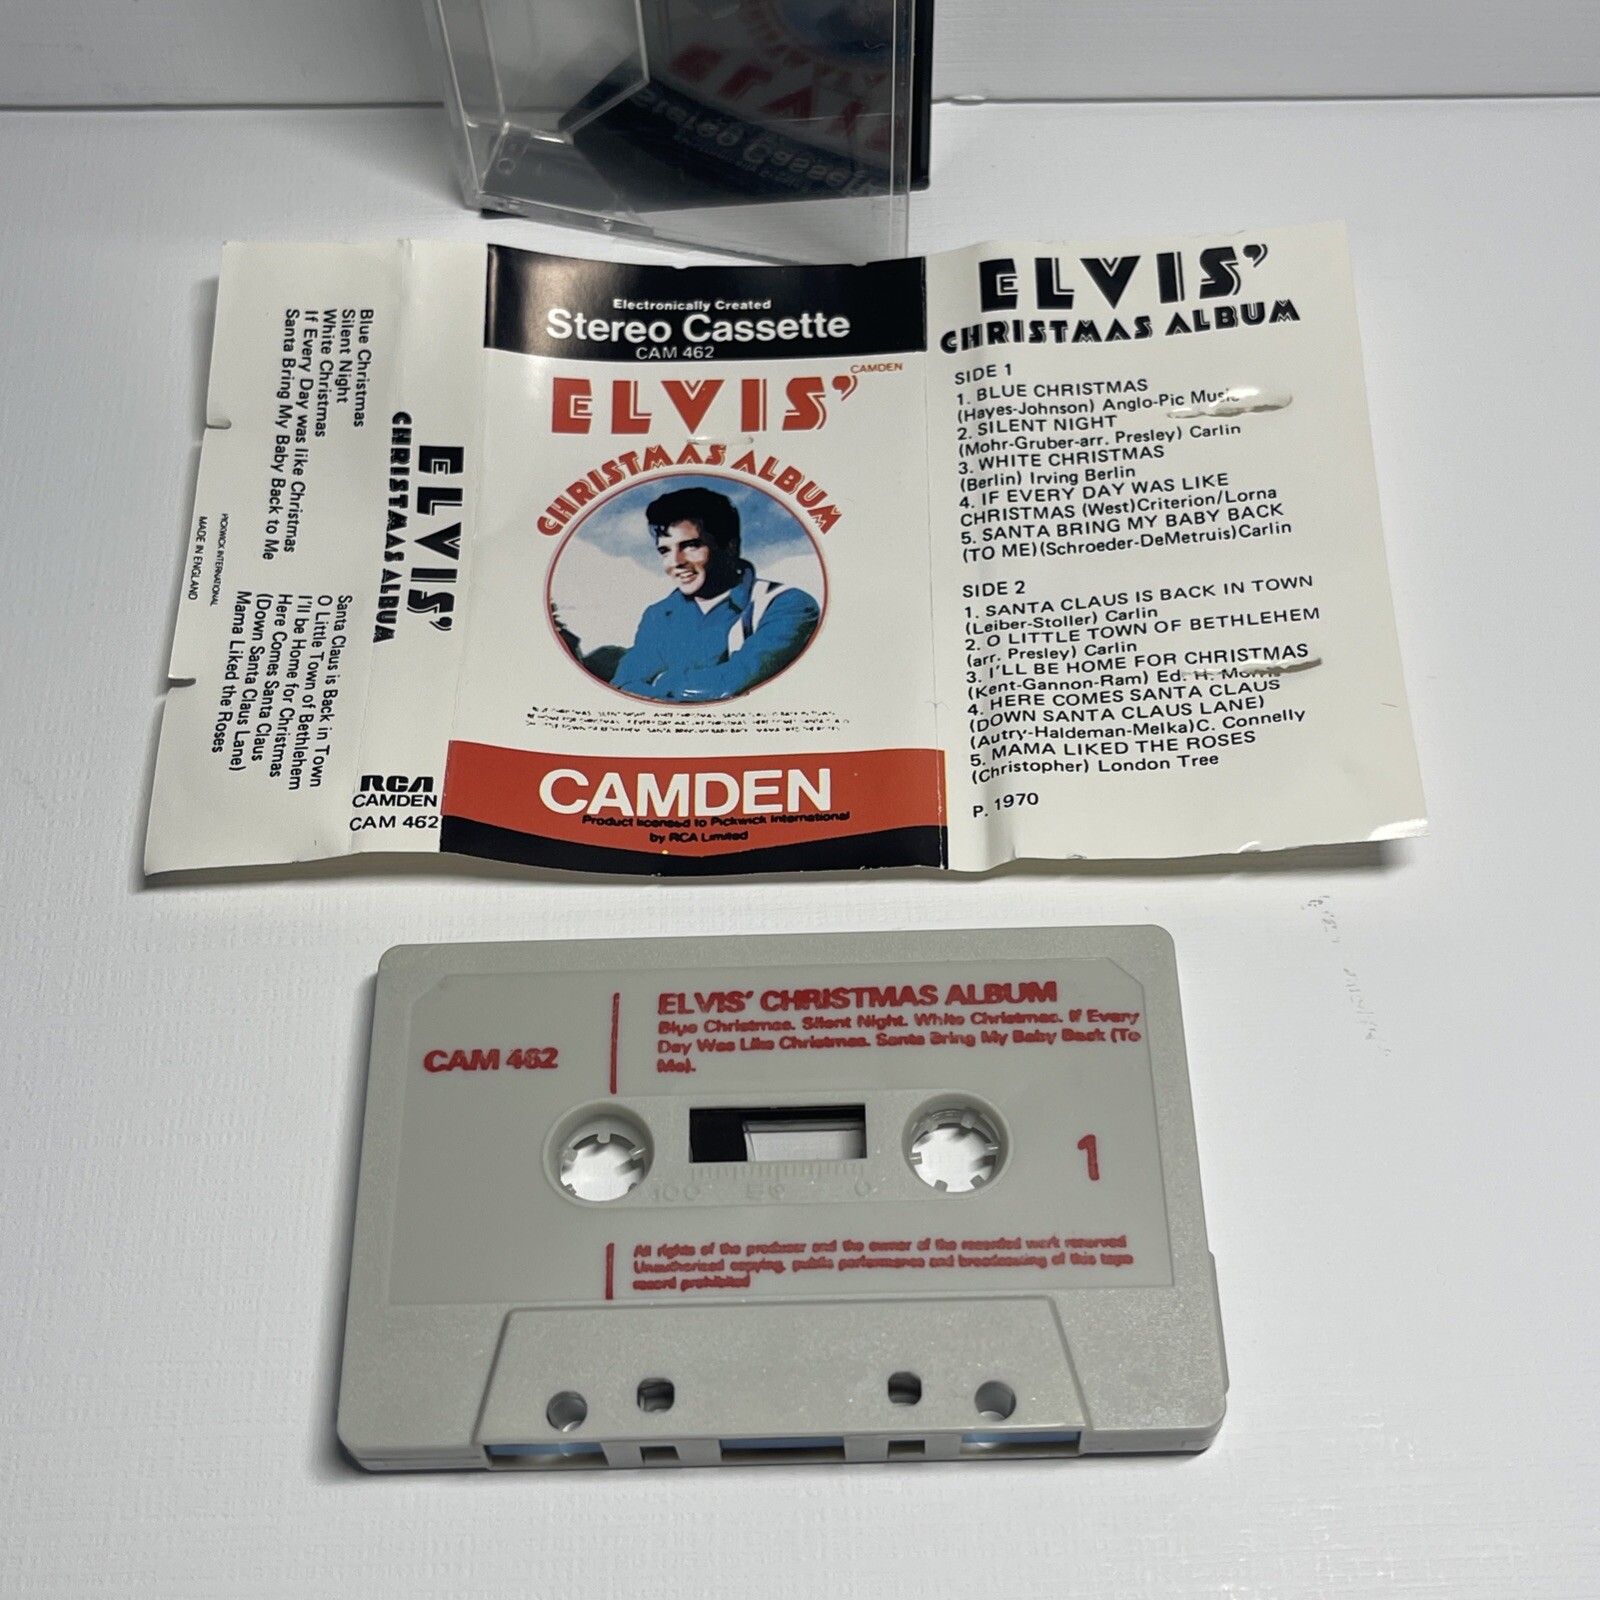 Blue Christmas
Silent Night
White Christmas
If Every Day was like Christmas
Santa Bring My Baby Back to Me
Santa Claus is Back in Town
O Little Town of Bethlehem
I'll be Home for Christmas
Here Comes Santa Claus
(Down Santa Claus Lane)
Mama Liked the Roses
PICKWICK INTERNATIONAL
MADE IN ENGLAND
ELVIS'
CHRISTMAS ALBUM
RCA
CAMDEN
CAM 462
Electronically Created
Stereo Cassette
CAM 462
CAMDEN
ELVIS'
CHRISTMAS ALBUM
CAMDEN
Product licensed to Pickwick International
by RCA Limited
ELVIS'
CHRISTMAS ALBUM
SIDE 1
1. BLUE CHRISTMAS
(Hayes-Johnson) Anglo-Pic Music
2. SILENT NIGHT
(Mohr-Gruber-arr. Presley) Carlin
3. WHITE CHRISTMAS
(Berlin) Irving Berlin
4. IF EVERY DAY WAS LIKE
CHRISTMAS (West)Criterion/Lorna
5. SANTA BRING MY BABY BACK
(TO ME)(Schroeder-DeMetruis)Carlin
SIDE 2
1. SANTA CLAUS IS BACK IN TOWN
(Leiber-Stoller) Carlin
2. O LITTLE TOWN OF BETHLEHEM
(arr. Presley) Carlin
3. I'LL BE HOME FOR CHRISTMAS
(Kent-Gannon-Ram) Ed. H. Morris
4. HERE COMES SANTA CLAUS
(DOWN SANTA CLAUS LANE)
(Autry-Haldeman-Melka)C. Connelly
5. MAMA LIKED THE ROSES
(Christopher) London Tree
P. 1970
ELVIS' CHRISTMAS ALBUM
Blue Christmas. Silent Night. White Christmas. If Every
Day Was Like Christmas. Santa Bring My Baby Back (To
Me).
CAM 462
100 50 0
1
All rights of the producer and the owner of the recorded work reserved
Unauthorized copying, public performance and broadcasting of this tape
record prohibited